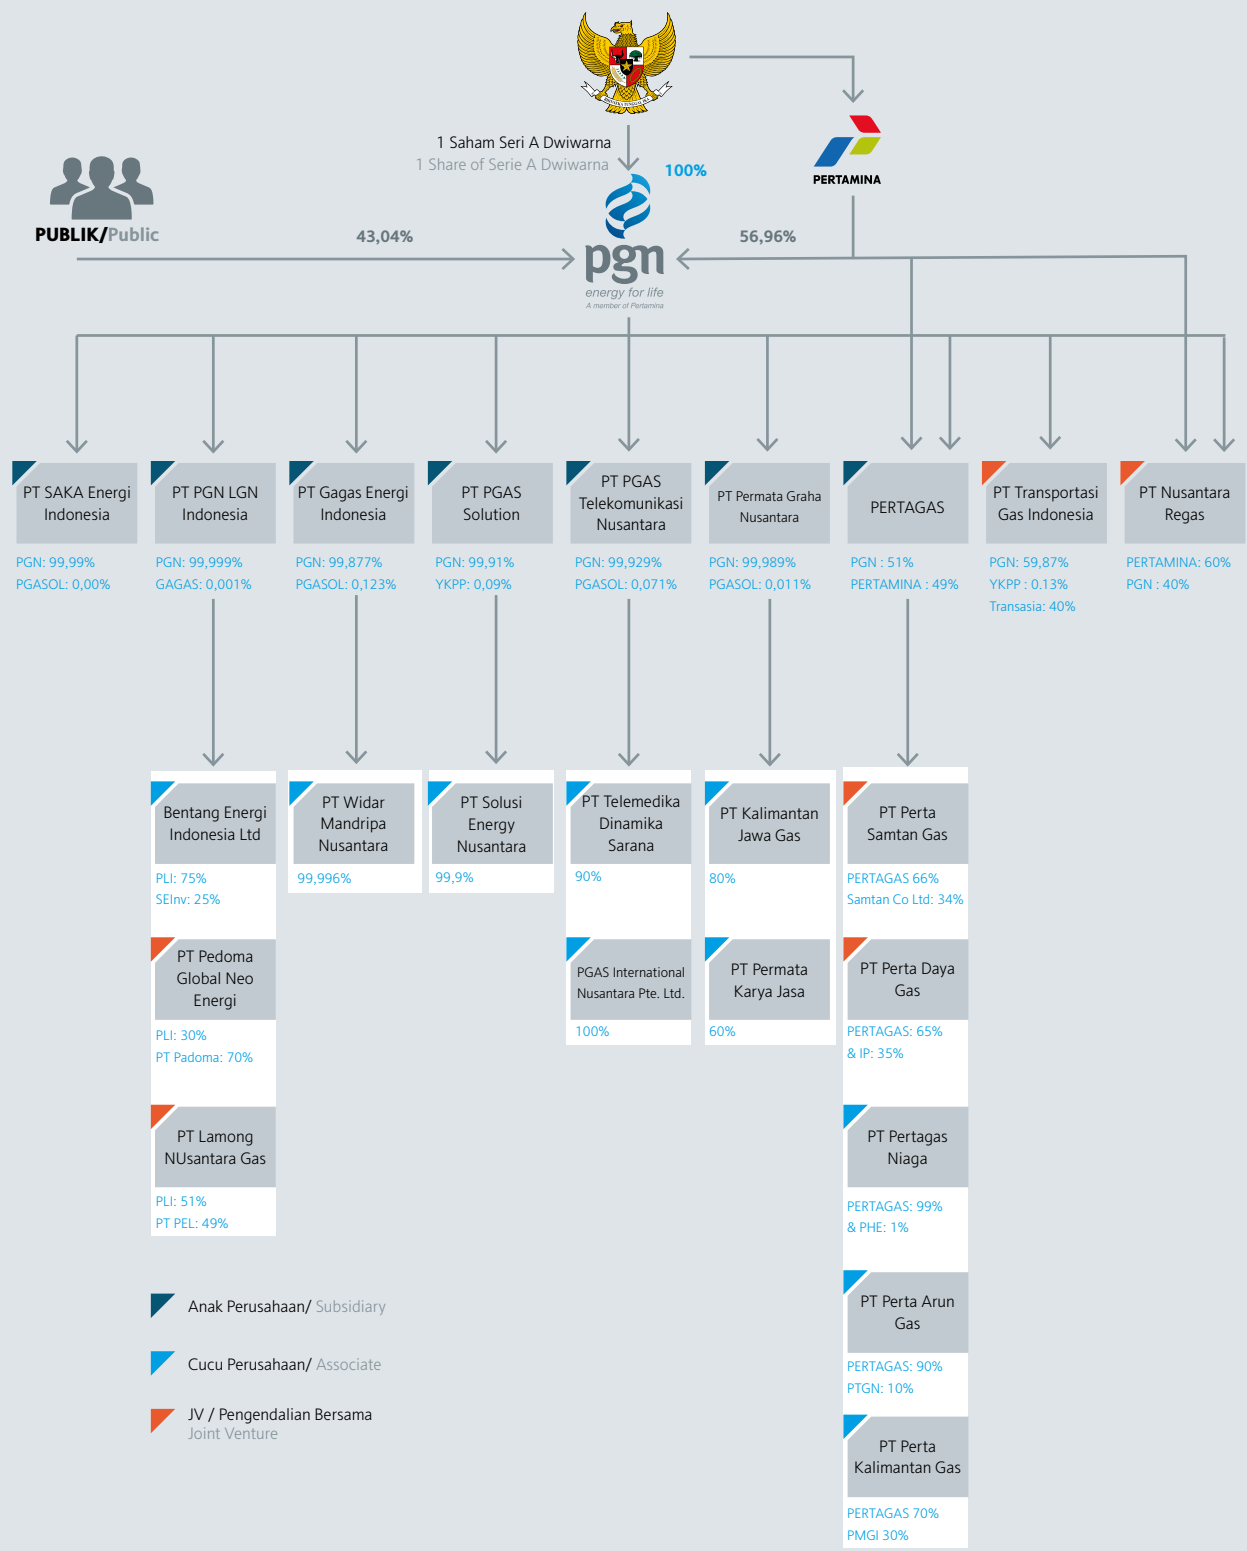 1 Saham Seri A Dwiwarna
1 Share of Serie A Dwiwarna
100%
PERTAMINA
PUBLIK/Public
43,04%
56,96%
pgn
energy for life
A member of Pertamina
PT SAKA Energi
Indonesia
PGN: 99,99%
PGASOL: 0,00%
PT PGN LGN
Indonesia
PGN: 99,999%
GAGAS: 0,001%
PT Gagas Energi
Indonesia
PGN: 99,877%
PGASOL: 0,123%
PT PGAS
Solution
PGN: 99,91%
YKPP: 0,09%
PT PGAS
Telekomunikasi
Nusantara
PGN: 99,929%
PGASOL: 0,071%
PT Permata Graha
Nusantara
PGN: 99,989%
PGASOL: 0,011%
PERTAGAS
PGN : 51%
PERTAMINA : 49%
PT Transportasi
Gas Indonesia
PGN: 59,87%
YKPP : 0.13%
Transasia: 40%
PT Nusantara
Regas
PERTAMINA: 60%
PGN : 40%
Bentang Energi
Indonesia Ltd
PLI: 75%
SEInv: 25%
PT Pedoma
Global Neo
Energi
PLI: 30%
PT Padoma: 70%
PT Lamong
NUsantara Gas
PLI: 51%
PT PEL: 49%
PT Widar
Mandripa
Nusantara
99,996%
PT Solusi
Energy
Nusantara
99,9%
PT Telemedika
Dinamika
Sarana
90%
PGAS International
Nusantara Pte. Ltd.
100%
PT Kalimantan
Jawa Gas
80%
PT Permata
Karya Jasa
60%
PT Perta
Samtan Gas
PERTAGAS 66%
Samtan Co Ltd: 34%
PT Perta Daya
Gas
PERTAGAS: 65%
& IP: 35%
PT Pertagas
Niaga
PERTAGAS: 99%
& PHE: 1%
PT Perta Arun
Gas
PERTAGAS: 90%
PTGN: 10%
PT Perta
Kalimantan Gas
PERTAGAS 70%
PMGI 30%
Anak Perusahaan/ Subsidiary
Cucu Perusahaan/ Associate
JV / Pengendalian Bersama
Joint Venture